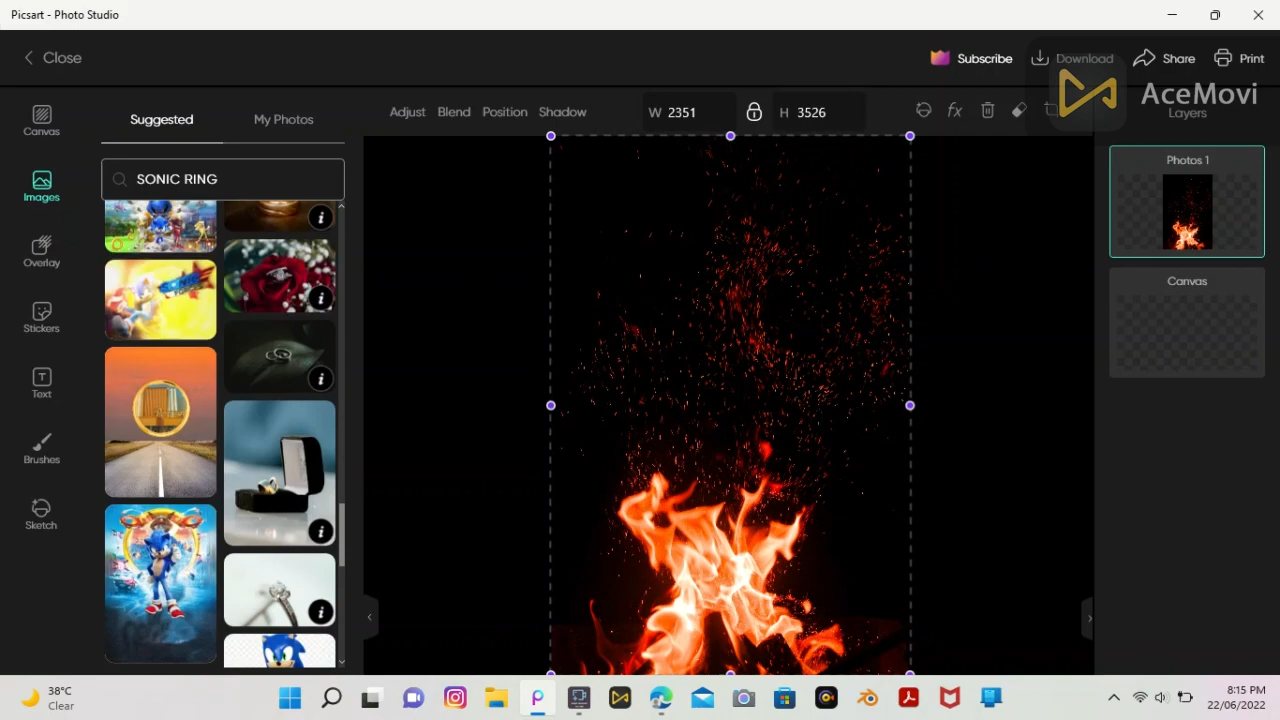 Picsart - Photo Studio
Close
Subscribe
Download
Share
Print
AceMovi
Suggested
My Photos
Adjust
Blend
Position
Shadow
W 2351
H 3526
fx
Layers
Canvas
Images
Overlay
Stickers
Text
Brushes
Sketch
SONIC RING
Photos 1
Canvas
38°C
Clear
8:15 PM
22/06/2022